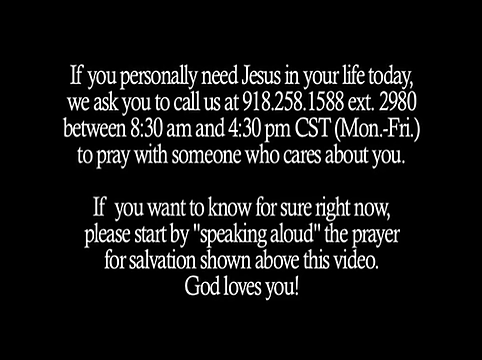 If you personally need Jesus in your life today,
we ask you to call us at 918.258.1588 ext. 2980
between 8:30 am and 4:30 pm CST (Mon.-Fri.)
to pray with someone who cares about you.
If you want to know for sure right now,
please start by "speaking aloud" the prayer
for salvation shown above this video.
God loves you!